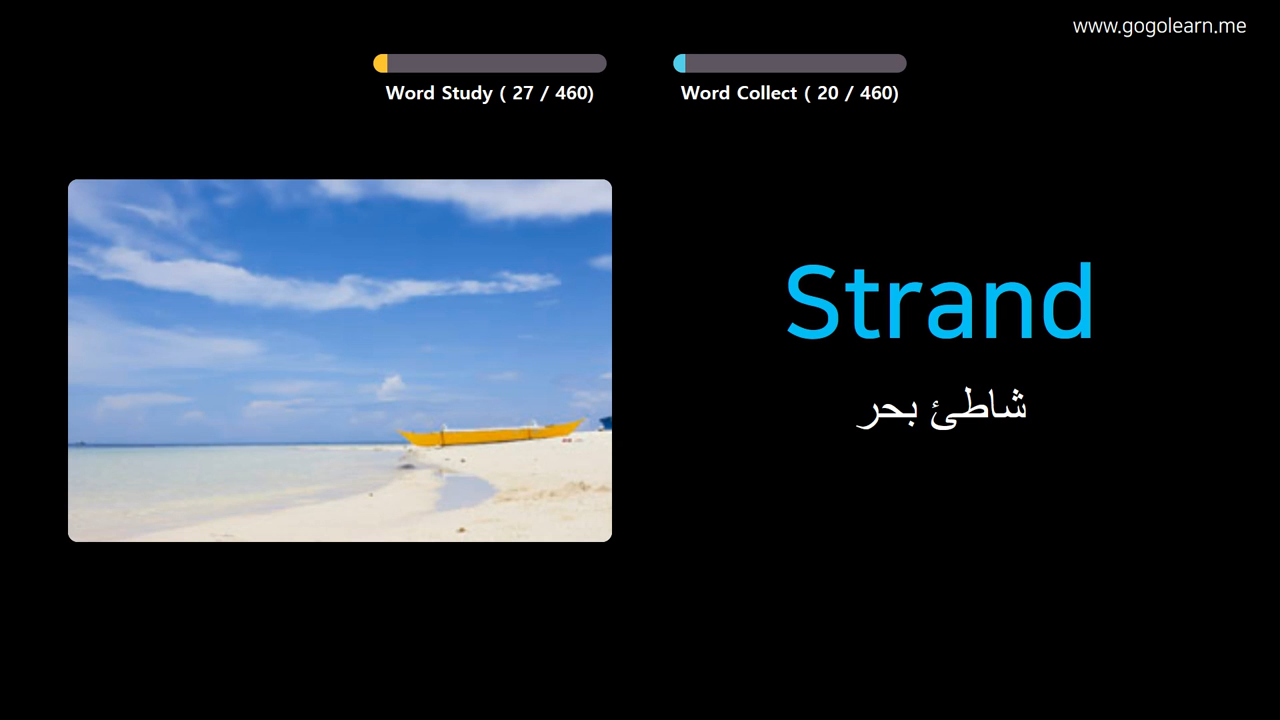 www.gogolearn.me
Word Study ( 27 / 460)
Word Collect ( 20 / 460)
Strand
شاطئ بحر